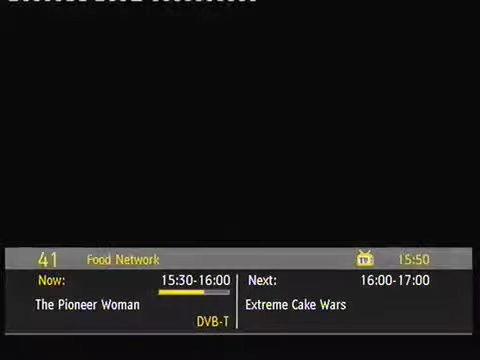 41 Food Network TV 15:50
Now: 15:30-16:00 Next: 16:00-17:00
The Pioneer Woman Extreme Cake Wars
DVB-T